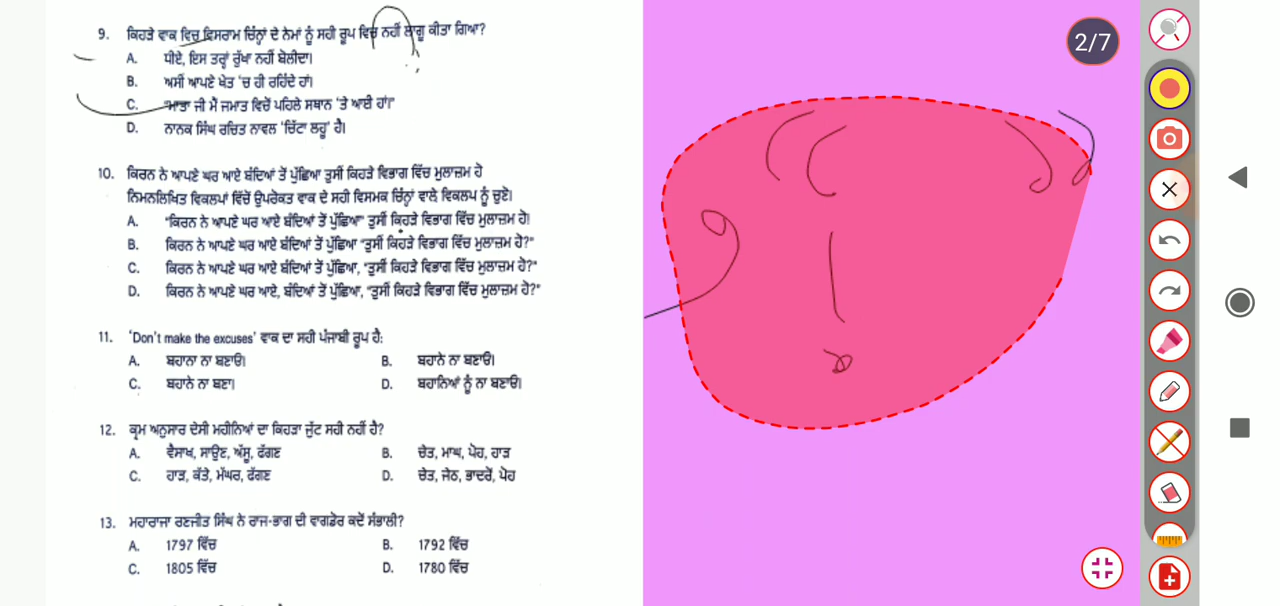 9. ਕਿਹੜੇ ਵਾਕ ਵਿਚ ਵਿਸਰਾਮ ਚਿੰਨ੍ਹਾਂ ਦੇ ਨੇਮਾਂ ਨੂੰ ਸਹੀ ਰੂਪ ਵਿਚ ਨਹੀਂ ਲਾਗੂ ਕੀਤਾ ਗਿਆ?
A. ਧੀਏ, ਇਸ ਤਰ੍ਹਾਂ ਰੁੱਖਾ ਨਹੀਂ ਬੋਲੀਦਾ।
B. ਅਸੀਂ ਆਪਣੇ ਖੇਤ 'ਚ ਹੀ ਰਹਿੰਦੇ ਹਾਂ।
C. "ਮਾਤਾ ਜੀ ਮੈਂ ਜਮਾਤ ਵਿਚੋਂ ਪਹਿਲੇ ਸਥਾਨ 'ਤੇ ਆਈ ਹਾਂ।"
D. ਨਾਨਕ ਸਿੰਘ ਰਚਿਤ ਨਾਵਲ 'ਚਿੱਟਾ ਲਹੂ' ਹੈ।
10. ਕਿਰਨ ਨੇ ਆਪਣੇ ਘਰ ਆਏ ਬੰਦਿਆਂ ਤੋਂ ਪੁੱਛਿਆ ਤੁਸੀਂ ਕਿਹੜੇ ਵਿਭਾਗ ਵਿੱਚ ਮੁਲਾਜ਼ਮ ਹੋ
ਨਿਮਨਲਿਖਿਤ ਵਿਕਲਪਾਂ ਵਿੱਚੋਂ ਉਪਰੋਕਤ ਵਾਕ ਦੇ ਸਹੀ ਵਿਸਮਕ ਚਿੰਨ੍ਹਾਂ ਵਾਲੇ ਵਿਕਲਪ ਨੂੰ ਚੁਣੋ।
A. "ਕਿਰਨ ਨੇ ਆਪਣੇ ਘਰ ਆਏ ਬੰਦਿਆਂ ਤੋਂ ਪੁੱਛਿਆ" ਤੁਸੀਂ ਕਿਹੜੇ ਵਿਭਾਗ ਵਿੱਚ ਮੁਲਾਜ਼ਮ ਹੋ।
B. ਕਿਰਨ ਨੇ ਆਪਣੇ ਘਰ ਆਏ ਬੰਦਿਆਂ ਤੋਂ ਪੁੱਛਿਆ "ਤੁਸੀਂ ਕਿਹੜੇ ਵਿਭਾਗ ਵਿੱਚ ਮੁਲਾਜ਼ਮ ਹੋ?"
C. ਕਿਰਨ ਨੇ ਆਪਣੇ ਘਰ ਆਏ ਬੰਦਿਆਂ ਤੋਂ ਪੁੱਛਿਆ, "ਤੁਸੀਂ ਕਿਹੜੇ ਵਿਭਾਗ ਵਿੱਚ ਮੁਲਾਜ਼ਮ ਹੋ?"
D. ਕਿਰਨ ਨੇ ਆਪਣੇ ਘਰ ਆਏ, ਬੰਦਿਆਂ ਤੋਂ ਪੁੱਛਿਆ, "ਤੁਸੀਂ ਕਿਹੜੇ ਵਿਭਾਗ ਵਿੱਚ ਮੁਲਾਜ਼ਮ ਹੋ?"
11. 'Don't make the excuses' ਵਾਕ ਦਾ ਸਹੀ ਪੰਜਾਬੀ ਰੂਪ ਹੈ:
A. ਬਹਾਨਾ ਨਾ ਬਣਾਓ। B. ਬਹਾਨੇ ਨਾ ਬਣਾਓ।
C. ਬਹਾਨੇ ਨਾ ਬਣਾ। D. ਬਹਾਨਿਆਂ ਨੂੰ ਨਾ ਬਣਾਓ।
12. ਕ੍ਰਮ ਅਨੁਸਾਰ ਦੇਸੀ ਮਹੀਨਿਆਂ ਦਾ ਕਿਹੜਾ ਜੁੱਟ ਸਹੀ ਨਹੀਂ ਹੈ?
A. ਵੈਸਾਖ, ਸਾਉਣ, ਅੱਸੂ, ਫੱਗਣ B. ਚੇਤ, ਮਾਘ, ਪੋਹ, ਹਾੜ
C. ਹਾੜ, ਕੱਤੇ, ਮੱਘਰ, ਫੱਗਣ D. ਚੇਤ, ਜੇਠ, ਭਾਦਰੋਂ, ਪੋਹ
13. ਮਹਾਰਾਜਾ ਰਣਜੀਤ ਸਿੰਘ ਨੇ ਰਾਜ-ਭਾਗ ਦੀ ਵਾਗਡੋਰ ਕਦੋਂ ਸੰਭਾਲੀ?
A. 1797 ਵਿੱਚ B. 1792 ਵਿੱਚ
C. 1805 ਵਿੱਚ D. 1780 ਵਿੱਚ
2/7